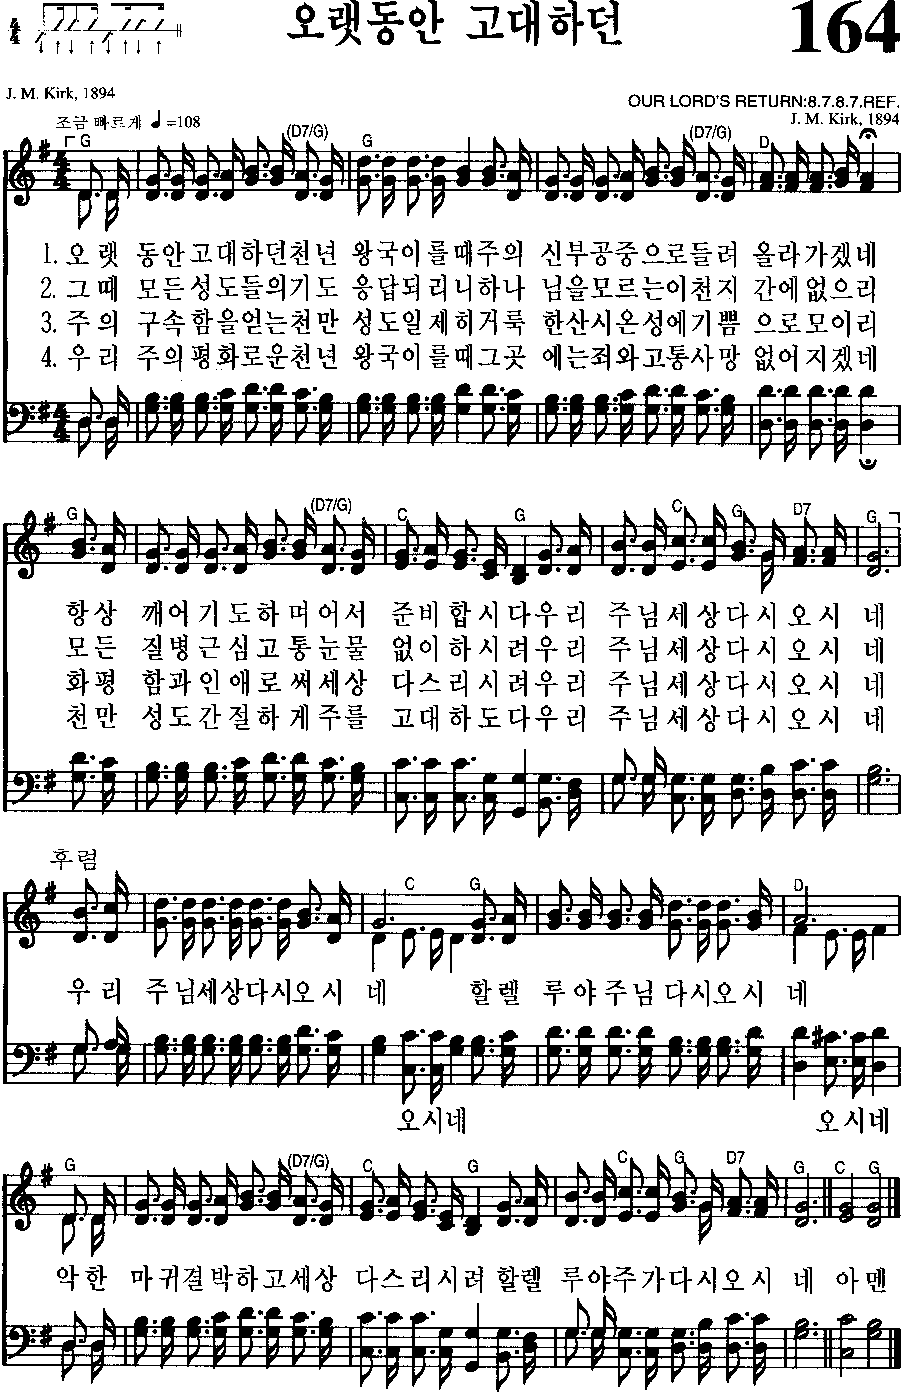 오랫동안 고대하던 164
J. M. Kirk, 1894
OUR LORD'S RETURN:8.7.8.7.REF.
조금 빠르게 ♩=108
J. M. Kirk, 1894
G (D7/G) G (D7/G) D
1. 오 랫 동안고대하던천년 왕국이를때주의 신부공중으로들려 올라가겠네
2. 그때 모든성도들의기도 응답되리니하나 님을모르는이천지 간에없으리
3. 주의 구속함을얻는천만 성도일제히거룩 한산시온성에기쁨 으로모이리
4. 우리 주의평화로운천년 왕국이를때그곳 에는죄와고통사망 없어지겠네
G (D7/G) C G C G D7 G
항상 깨어기도하며어서 준비합시다우리 주님세상다시오시 네
모든 질병근심고통눈물 없이하시려우리 주님세상다시오시 네
화평 함과인애로써세상 다스리시려우리 주님세상다시오시 네
천만 성도간절하게주를 고대하도다우리 주님세상다시오시 네
후렴
C G D
우리 주님세상다시오시 네 할렐 루야주님다시오시 네
오시네 오시네
G (D7/G) C G C G D7 G C G
악한 마귀결박하고세상 다스리시려할렐 루야주가다시오시 네 아멘